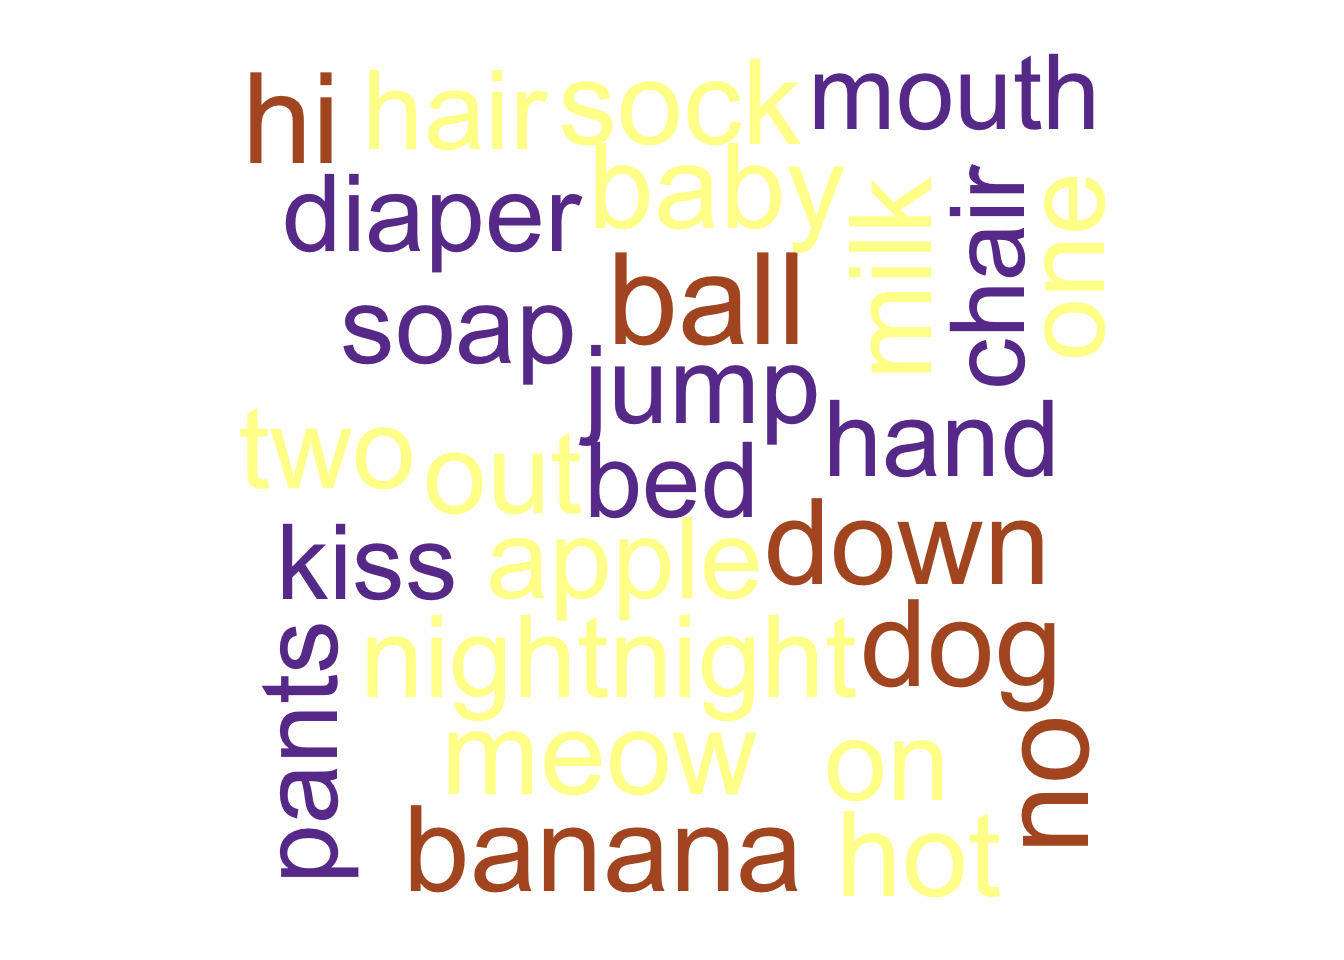 hi hair sock mouth
diaper baby milk chair one
soap ball
jump
two out bed hand
kiss apple down
pants nightnight dog
meow on no
banana hot